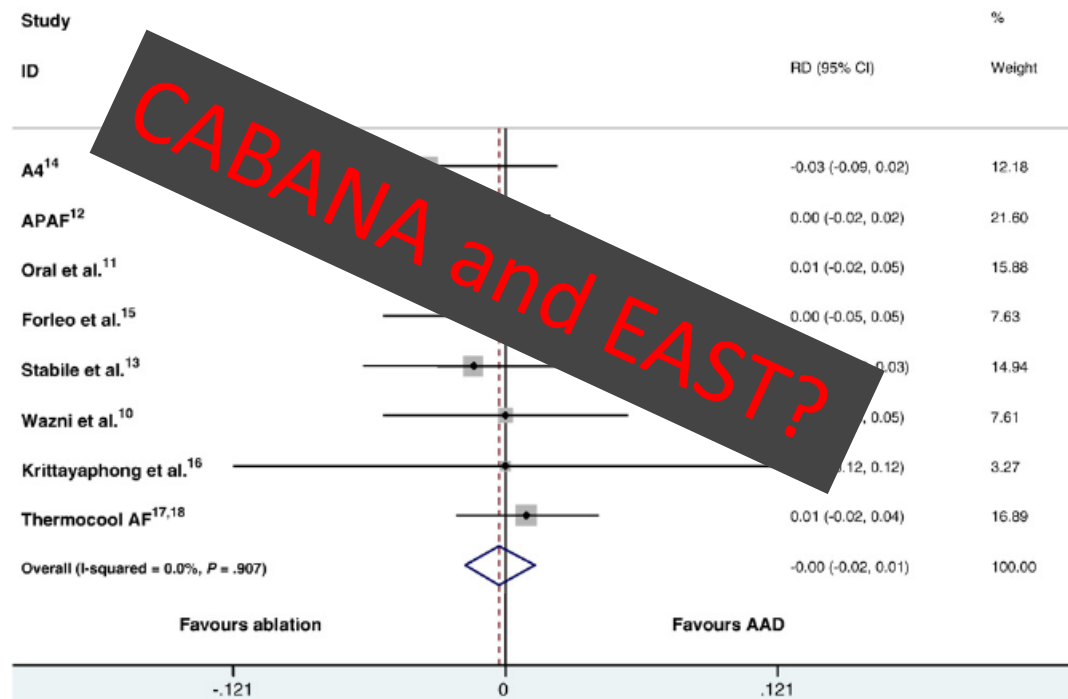 Study %
ID RD (95% CI) Weight
A4¹⁴ -0.03 (-0.09, 0.02) 12.18
APAF¹² 0.00 (-0.02, 0.02) 21.60
Oral et al.¹¹ 0.01 (-0.02, 0.05) 15.88
Forleo et al.¹⁵ 0.00 (-0.05, 0.05) 7.63
Stabile et al.¹³ 0.03) 14.94
Wazni et al.¹⁰ 0.05) 7.61
Krittayaphong et al.¹⁶ 0.12, 0.12) 3.27
Thermocool AF¹⁷,¹⁸ 0.01 (-0.02, 0.04) 16.89
Overall (I-squared = 0.0%, P = .907) -0.00 (-0.02, 0.01) 100.00
CABANA and EAST?
Favours ablation Favours AAD
-.121 0 .121